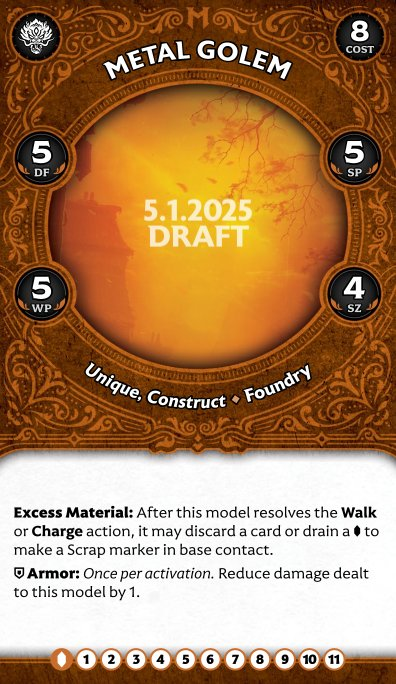 8
COST
METAL GOLEM
5
DF
5
SP
5.1.2025
DRAFT
5
WP
4
SZ
Unique, Construct ◆ Foundry
Excess Material: After this model resolves the Walk
or Charge action, it may discard a card or drain a to
make a Scrap marker in base contact.
Armor: Once per activation. Reduce damage dealt
to this model by 1.
1 2 3 4 5 6 7 8 9 10 11